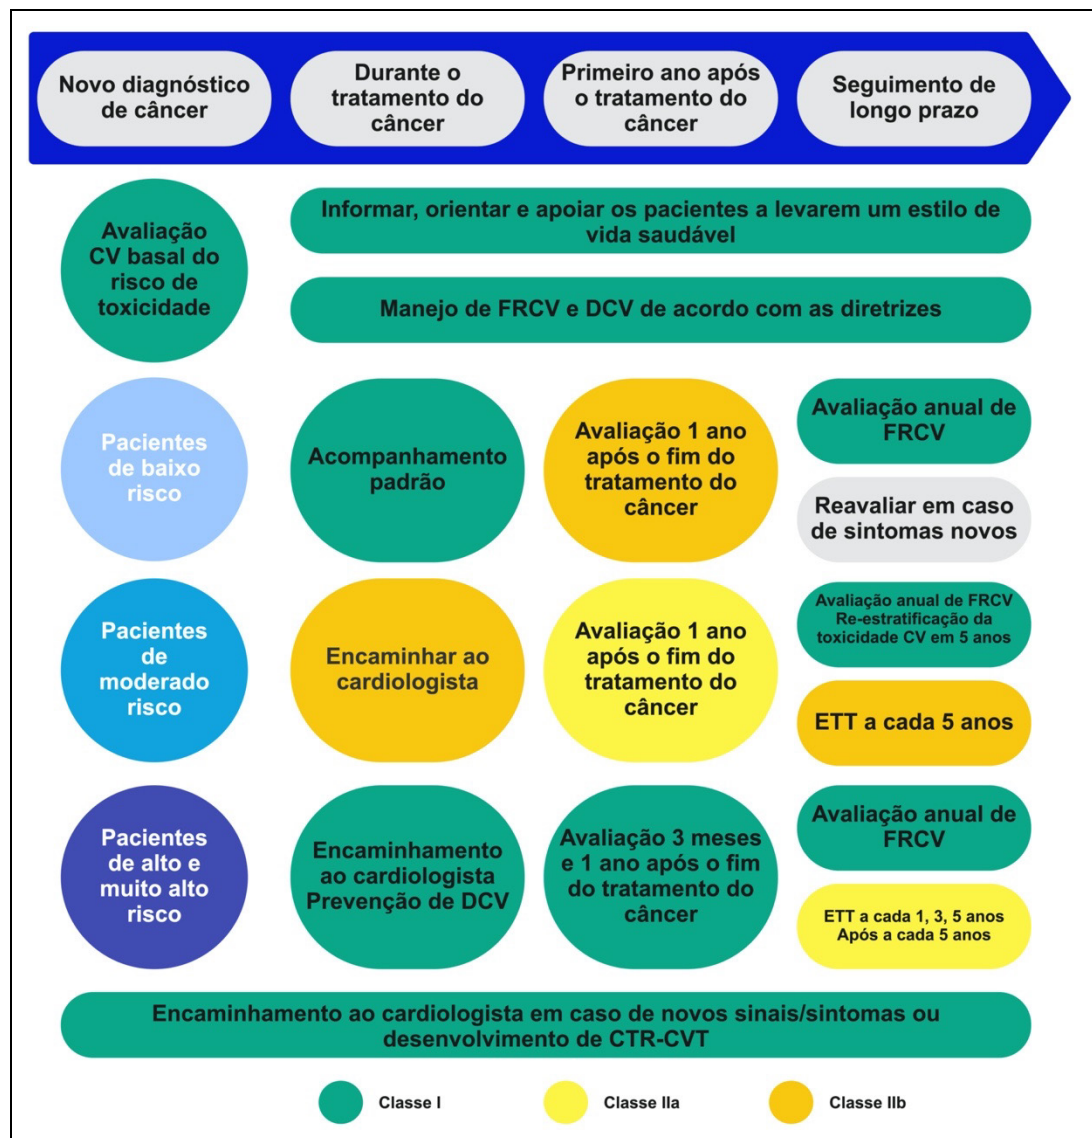 Novo diagnóstico
de câncer
Durante o
tratamento do
câncer
Primeiro ano após
o tratamento do
câncer
Seguimento de
longo prazo
Avaliação
CV basal do
risco de
toxicidade
Informar, orientar e apoiar os pacientes a levarem um estilo de
vida saudável
Manejo de FRCV e DCV de acordo com as diretrizes
Pacientes
de baixo
risco
Acompanhamento
padrão
Avaliação 1 ano
após o fim do
tratamento do
câncer
Avaliação anual de
FRCV
Reavaliar em caso
de sintomas novos
Pacientes
de
moderado
risco
Encaminhar ao
cardiologista
Avaliação 1 ano
após o fim do
tratamento do
câncer
Avaliação anual de FRCV
Re-estratificação da
toxicidade CV em 5 anos
ETT a cada 5 anos
Pacientes
de alto e
muito alto
risco
Encaminhamento
ao cardiologista
Prevenção de DCV
Avaliação 3 meses
e 1 ano após o fim
do tratamento do
câncer
Avaliação anual de
FRCV
ETT a cada 1, 3, 5 anos
Após a cada 5 anos
Encaminhamento ao cardiologista em caso de novos sinais/sintomas ou
desenvolvimento de CTR-CVT
Classe I
Classe IIa
Classe IIb